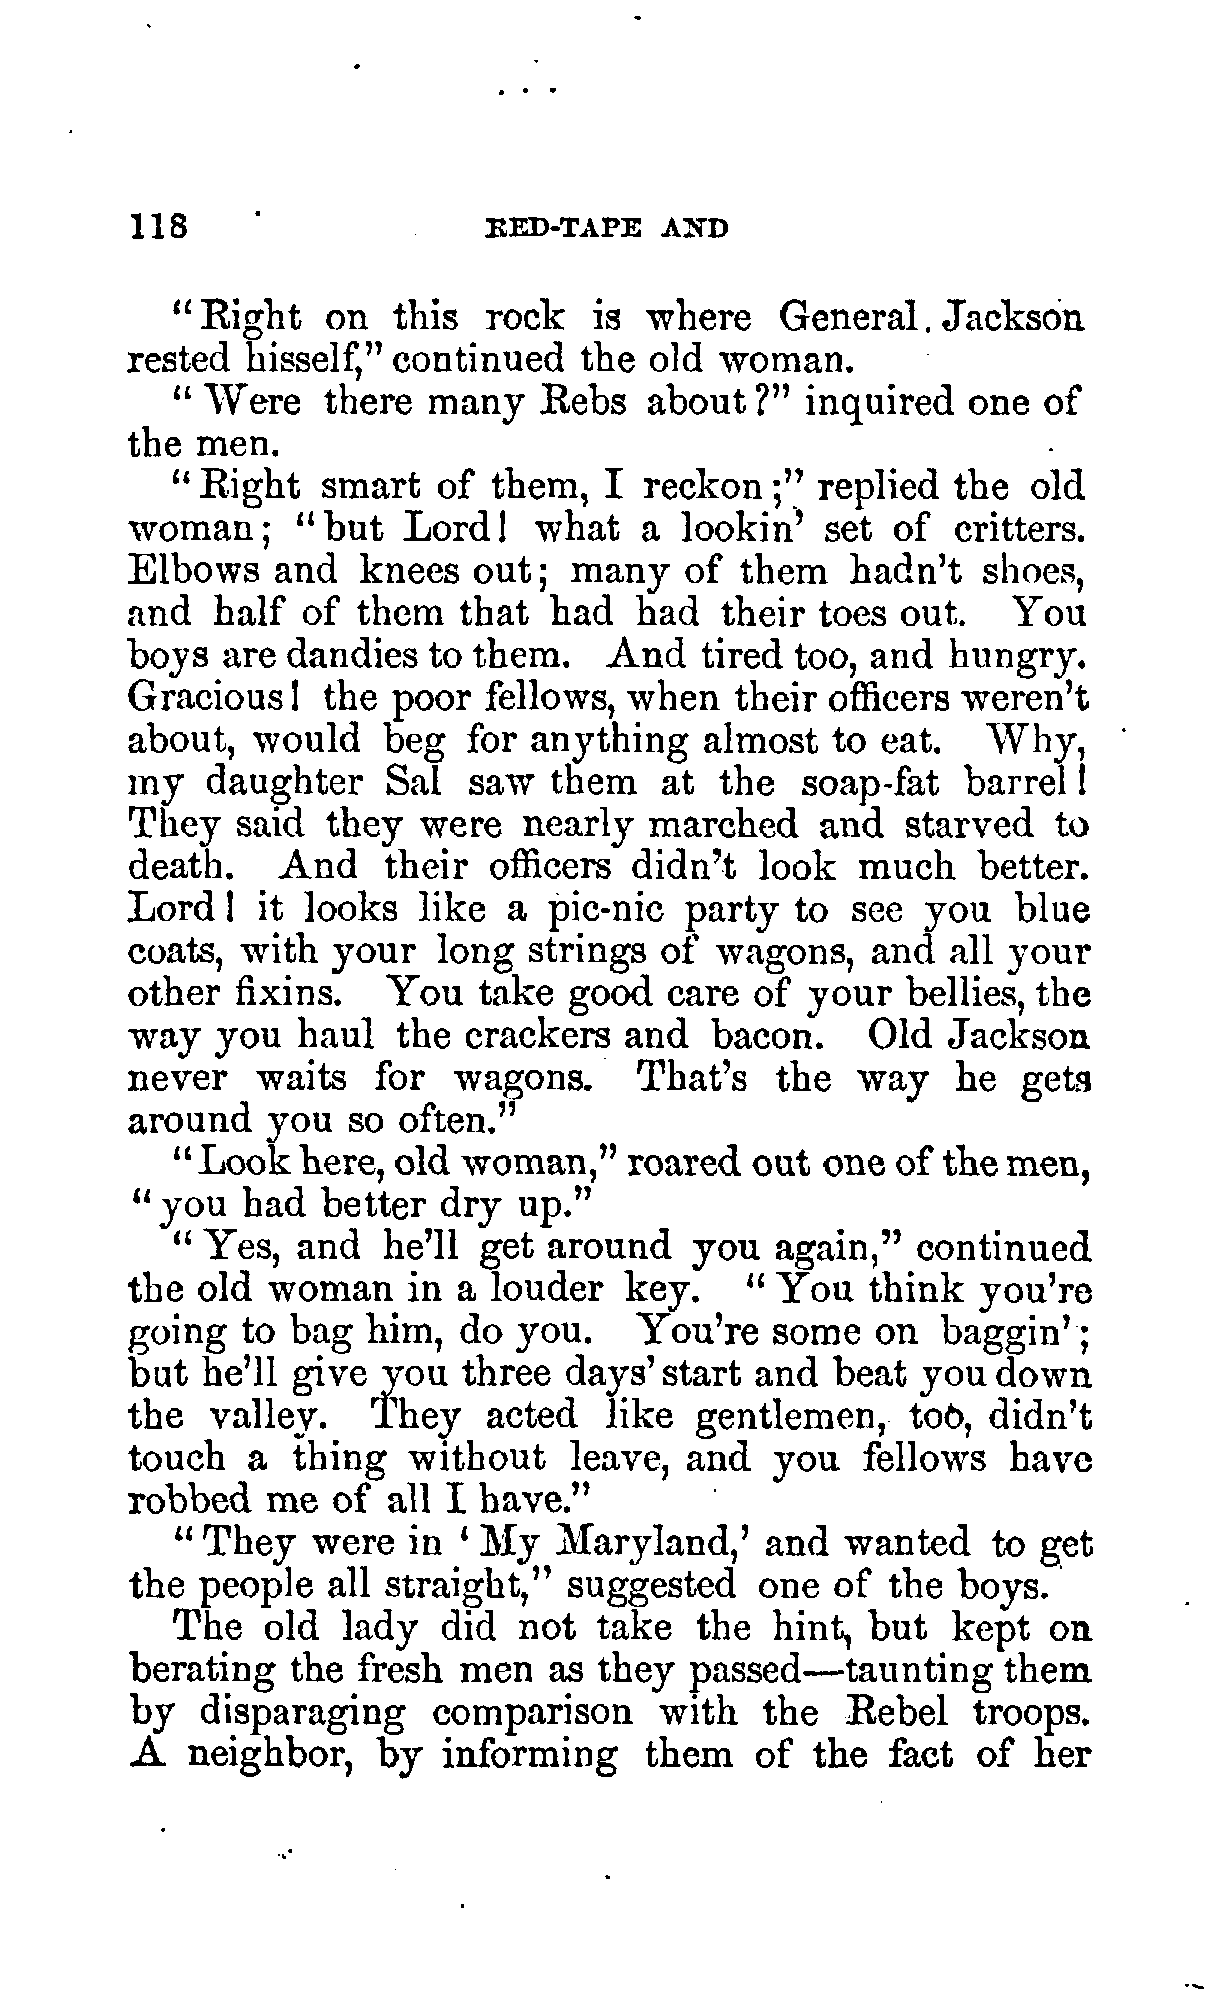 118 RED-TAPE AND
"Right on this rock is where General Jackson
rested hisself," continued the old woman.
"Were there many Rebs about?" inquired one of
the men.
"Right smart of them, I reckon;" replied the old
woman; "but Lord! what a lookin' set of critters.
Elbows and knees out; many of them hadn't shoes,
and half of them that had had their toes out. You
boys are dandies to them. And tired too, and hungry.
Gracious! the poor fellows, when their officers weren't
about, would beg for anything almost to eat. Why,
my daughter Sal saw them at the soap-fat barrel!
They said they were nearly marched and starved to
death. And their officers didn't look much better.
Lord! it looks like a pic-nic party to see you blue
coats, with your long strings of wagons, and all your
other fixins. You take good care of your bellies, the
way you haul the crackers and bacon. Old Jackson
never waits for wagons. That's the way he gets
around you so often."
"Look here, old woman," roared out one of the men,
"you had better dry up."
"Yes, and he'll get around you again," continued
the old woman in a louder key. "You think you're
going to bag him, do you. You're some on baggin';
but he'll give you three days' start and beat you down
the valley. They acted like gentlemen, too, didn't
touch a thing without leave, and you fellows have
robbed me of all I have."
"They were in 'My Maryland,' and wanted to get
the people all straight," suggested one of the boys.
The old lady did not take the hint, but kept on
berating the fresh men as they passed—taunting them
by disparaging comparison with the Rebel troops.
A neighbor, by informing them of the fact of her